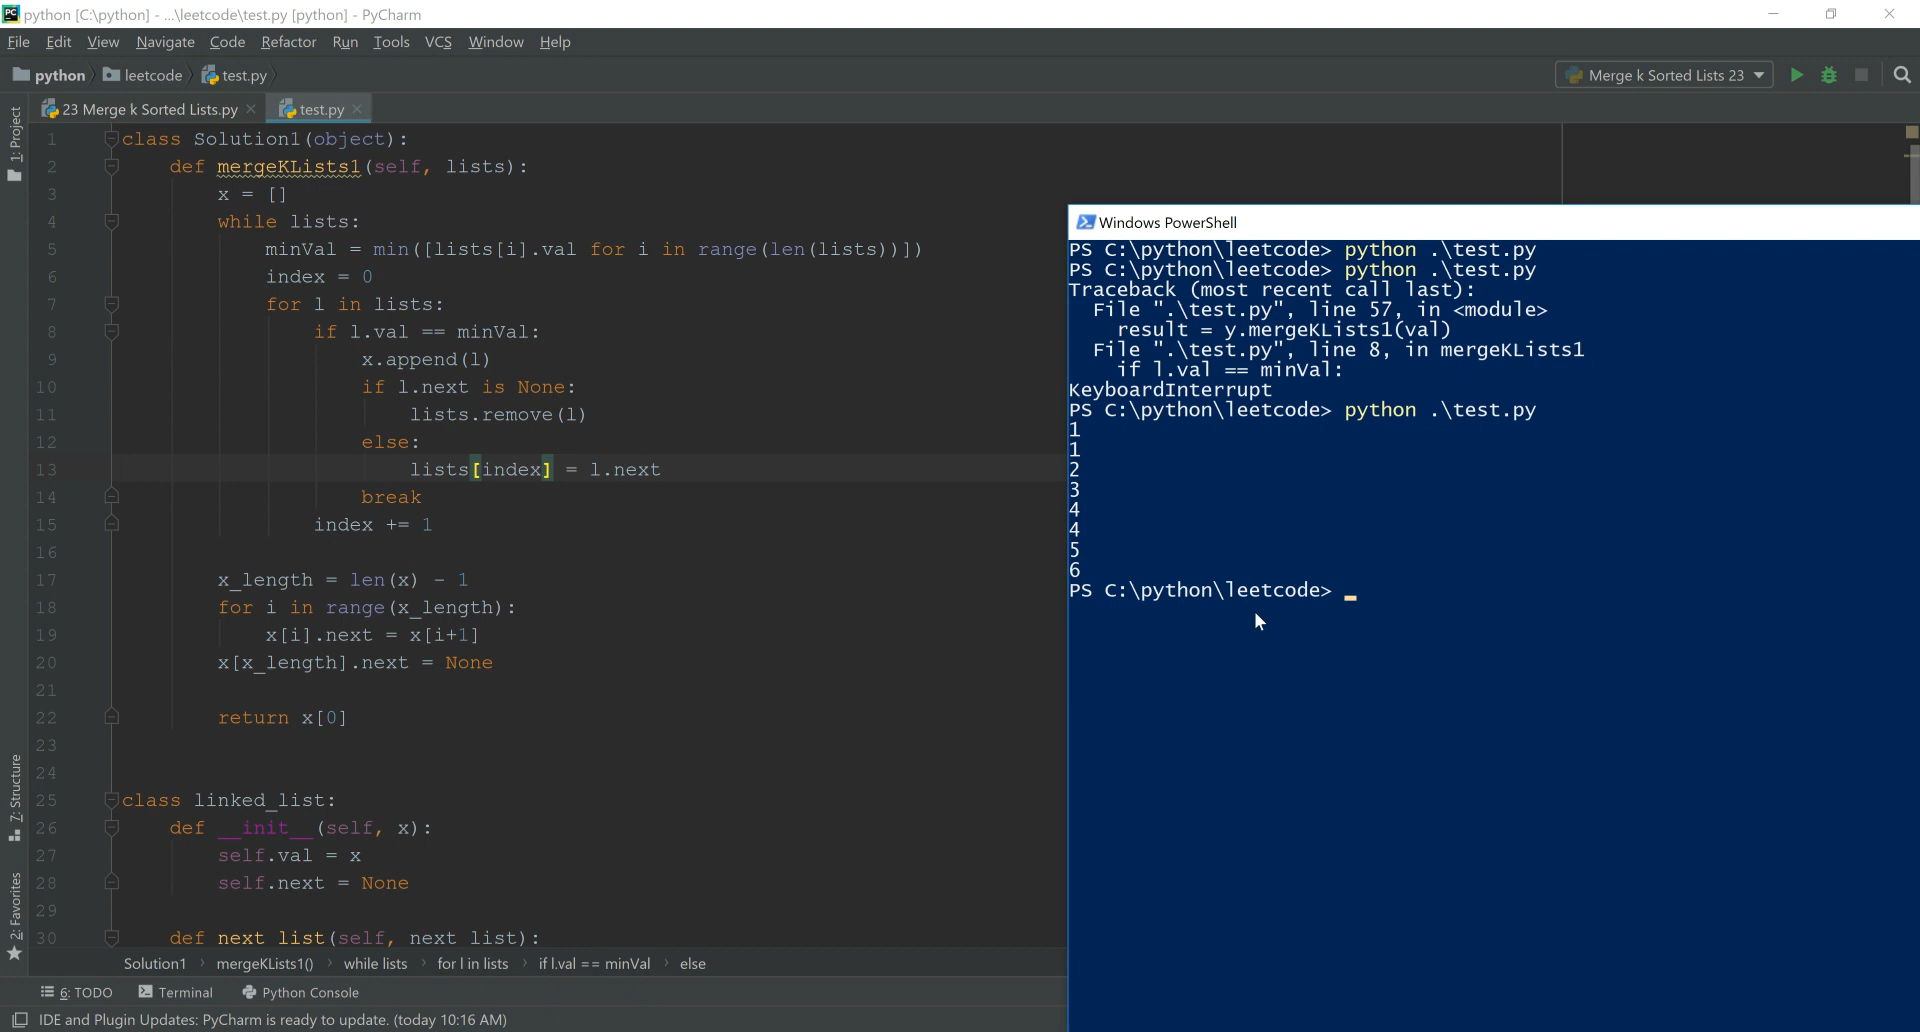 python [C:\python] - ...\leetcode\test.py [python] - PyCharm
File Edit View Navigate Code Refactor Run Tools VCS Window Help
python leetcode test.py
Merge k Sorted Lists 23
23 Merge k Sorted Lists.py test.py
1: Project
1 class Solution1(object):
2 def mergeKLists1(self, lists):
3 x = []
4 while lists:
5 minVal = min([lists[i].val for i in range(len(lists))])
6 index = 0
7 for l in lists:
8 if l.val == minVal:
9 x.append(l)
10 if l.next is None:
11 lists.remove(l)
12 else:
13 lists[index] = l.next
14 break
15 index += 1
16
17 x_length = len(x) - 1
18 for i in range(x_length):
19 x[i].next = x[i+1]
20 x[x_length].next = None
21
22 return x[0]
23
24
25 class linked_list:
26 def __init__(self, x):
27 self.val = x
28 self.next = None
29
30 def next list(self, next list):
7: Structure
2: Favorites
Solution1 mergeKLists1() while lists for l in lists if l.val == minVal else
6: TODO Terminal Python Console
IDE and Plugin Updates: PyCharm is ready to update. (today 10:16 AM)
Windows PowerShell
PS C:\python\leetcode> python .\test.py
PS C:\python\leetcode> python .\test.py
Traceback (most recent call last):
File ".\test.py", line 57, in <module>
result = y.mergeKLists1(val)
File ".\test.py", line 8, in mergeKLists1
if l.val == minVal:
KeyboardInterrupt
PS C:\python\leetcode> python .\test.py
1
1
2
3
4
4
5
6
PS C:\python\leetcode> _